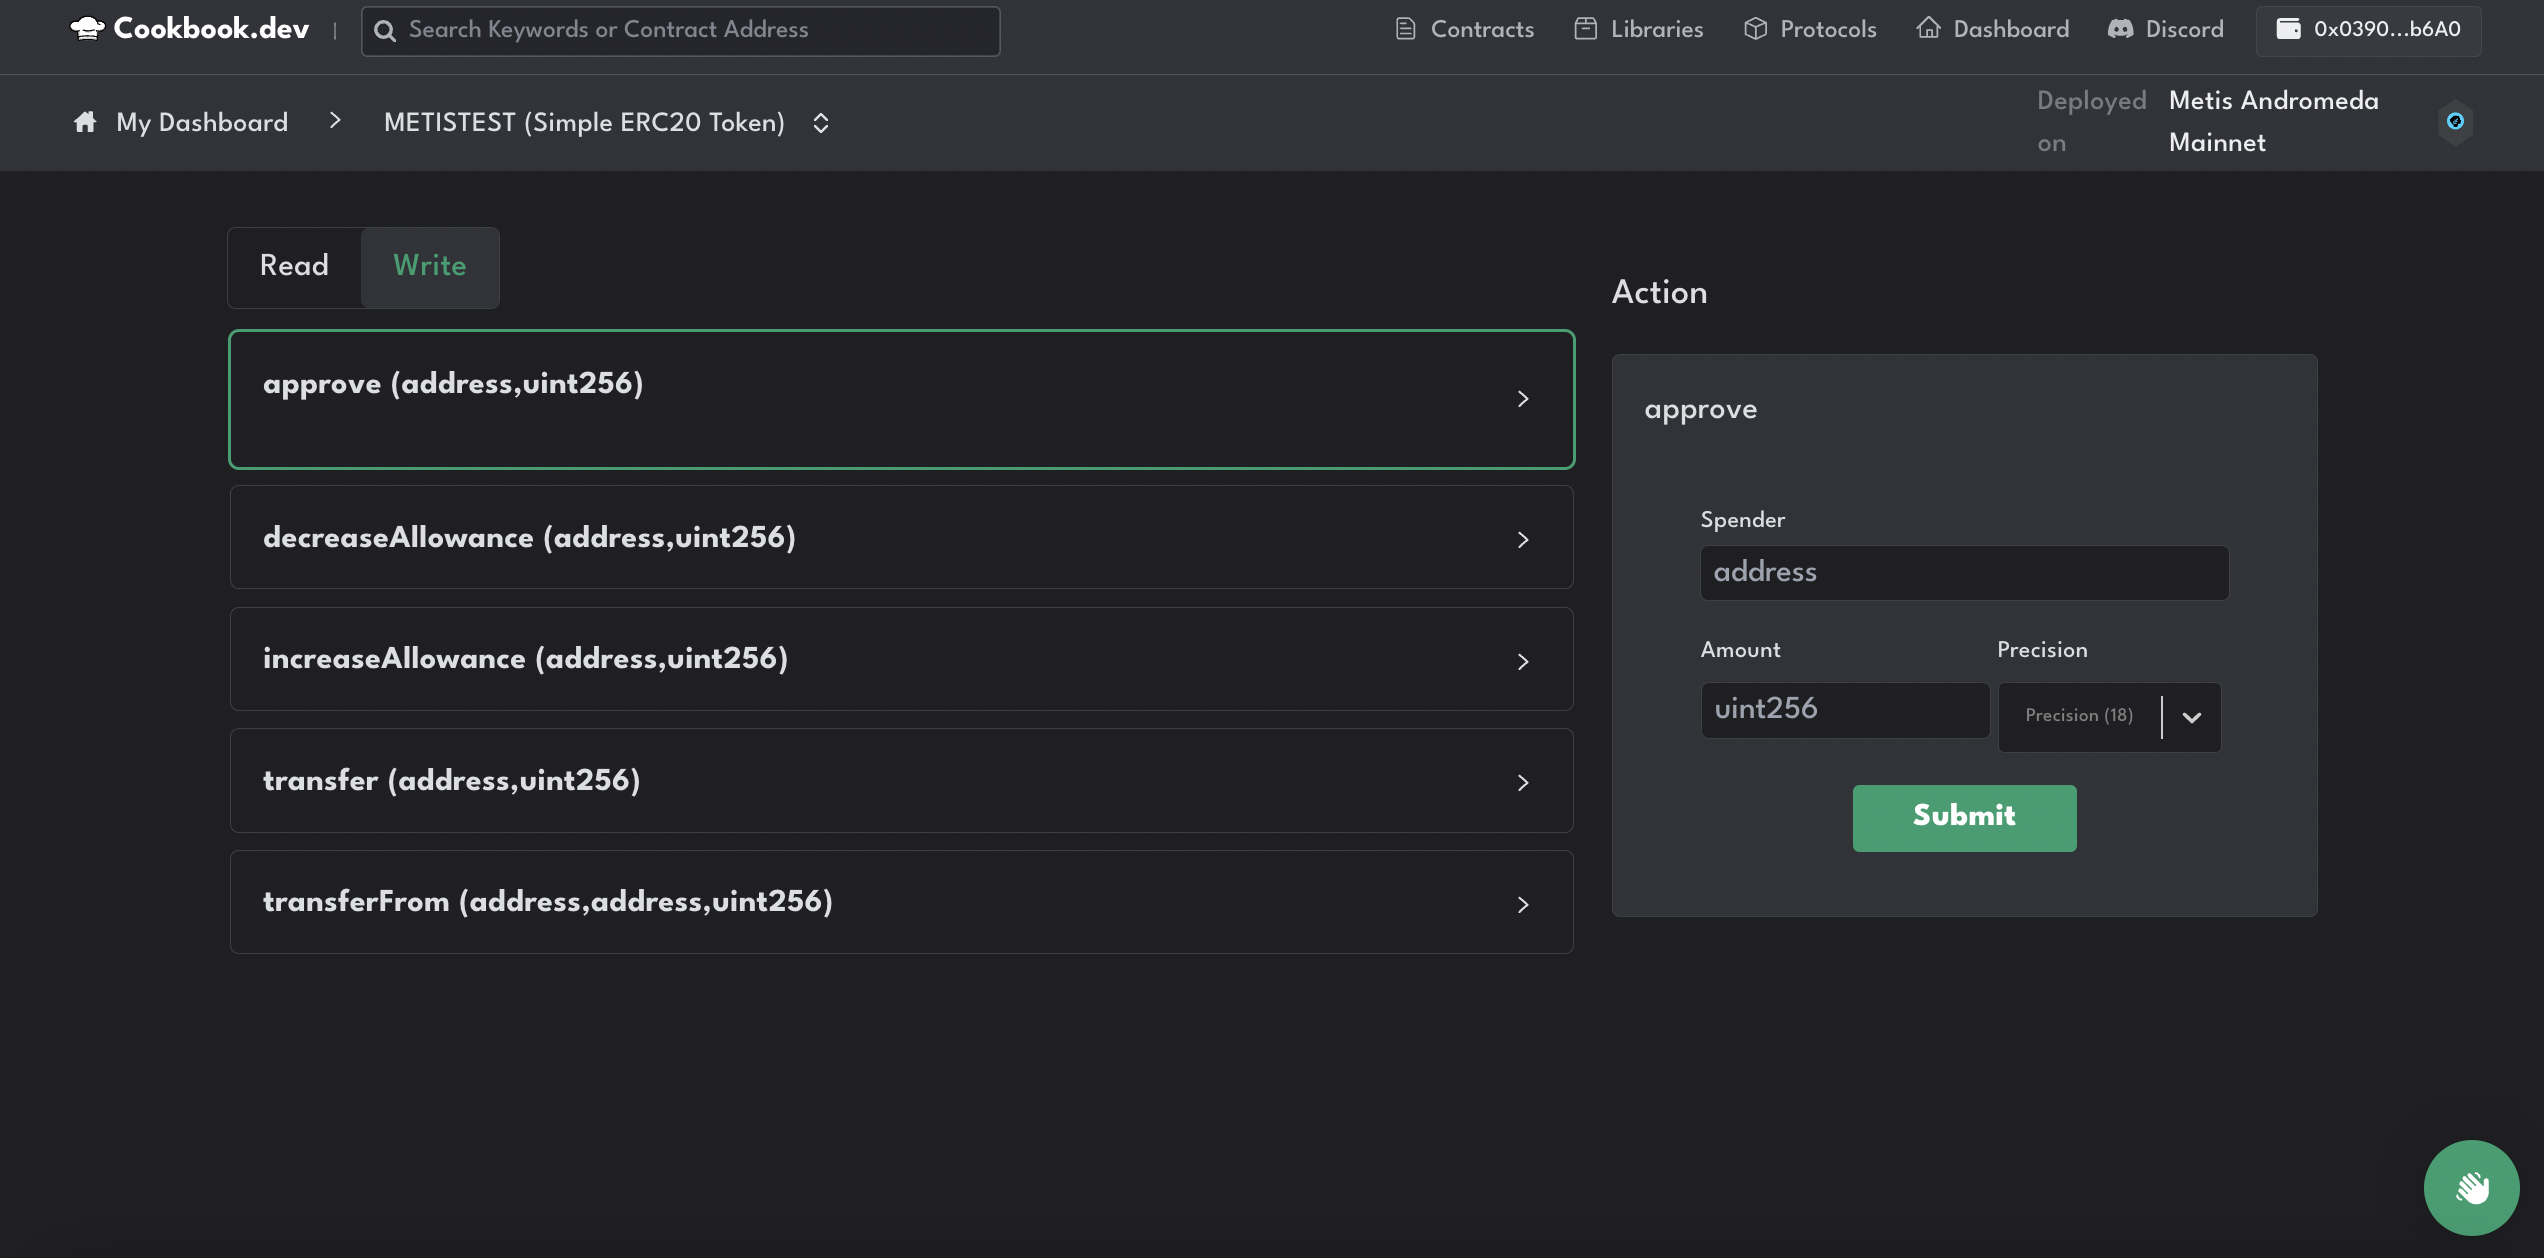 Cookbook.dev
Search Keywords or Contract Address
Contracts
Libraries
Protocols
Dashboard
Discord
0x0390...b6A0
My Dashboard
METISTEST (Simple ERC20 Token)
Deployed on
Metis Andromeda Mainnet
Read
Write
approve (address,uint256)
decreaseAllowance (address,uint256)
increaseAllowance (address,uint256)
transfer (address,uint256)
transferFrom (address,address,uint256)
Action
approve
Spender
address
Amount
Precision
uint256
Precision (18)
Submit